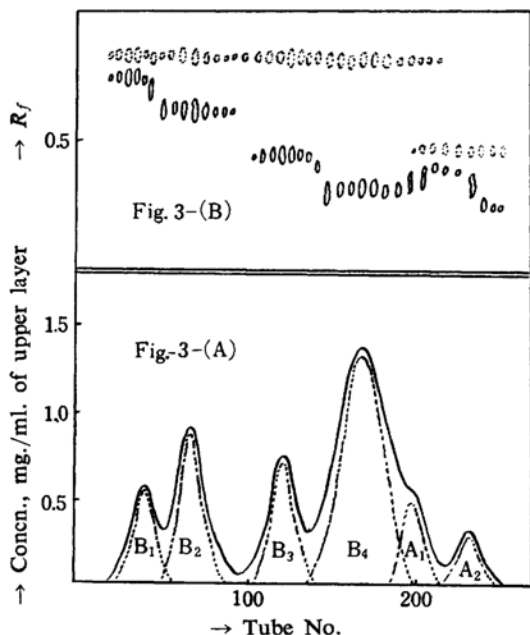 → Rf
0.5
Fig. 3-(B)
→ Concn., mg./ml. of upper layer
1.5
1.0
0.5
Fig.-3-(A)
B₁
B₂
B₃
B₄
A₁
A₂
100
200
→ Tube No.